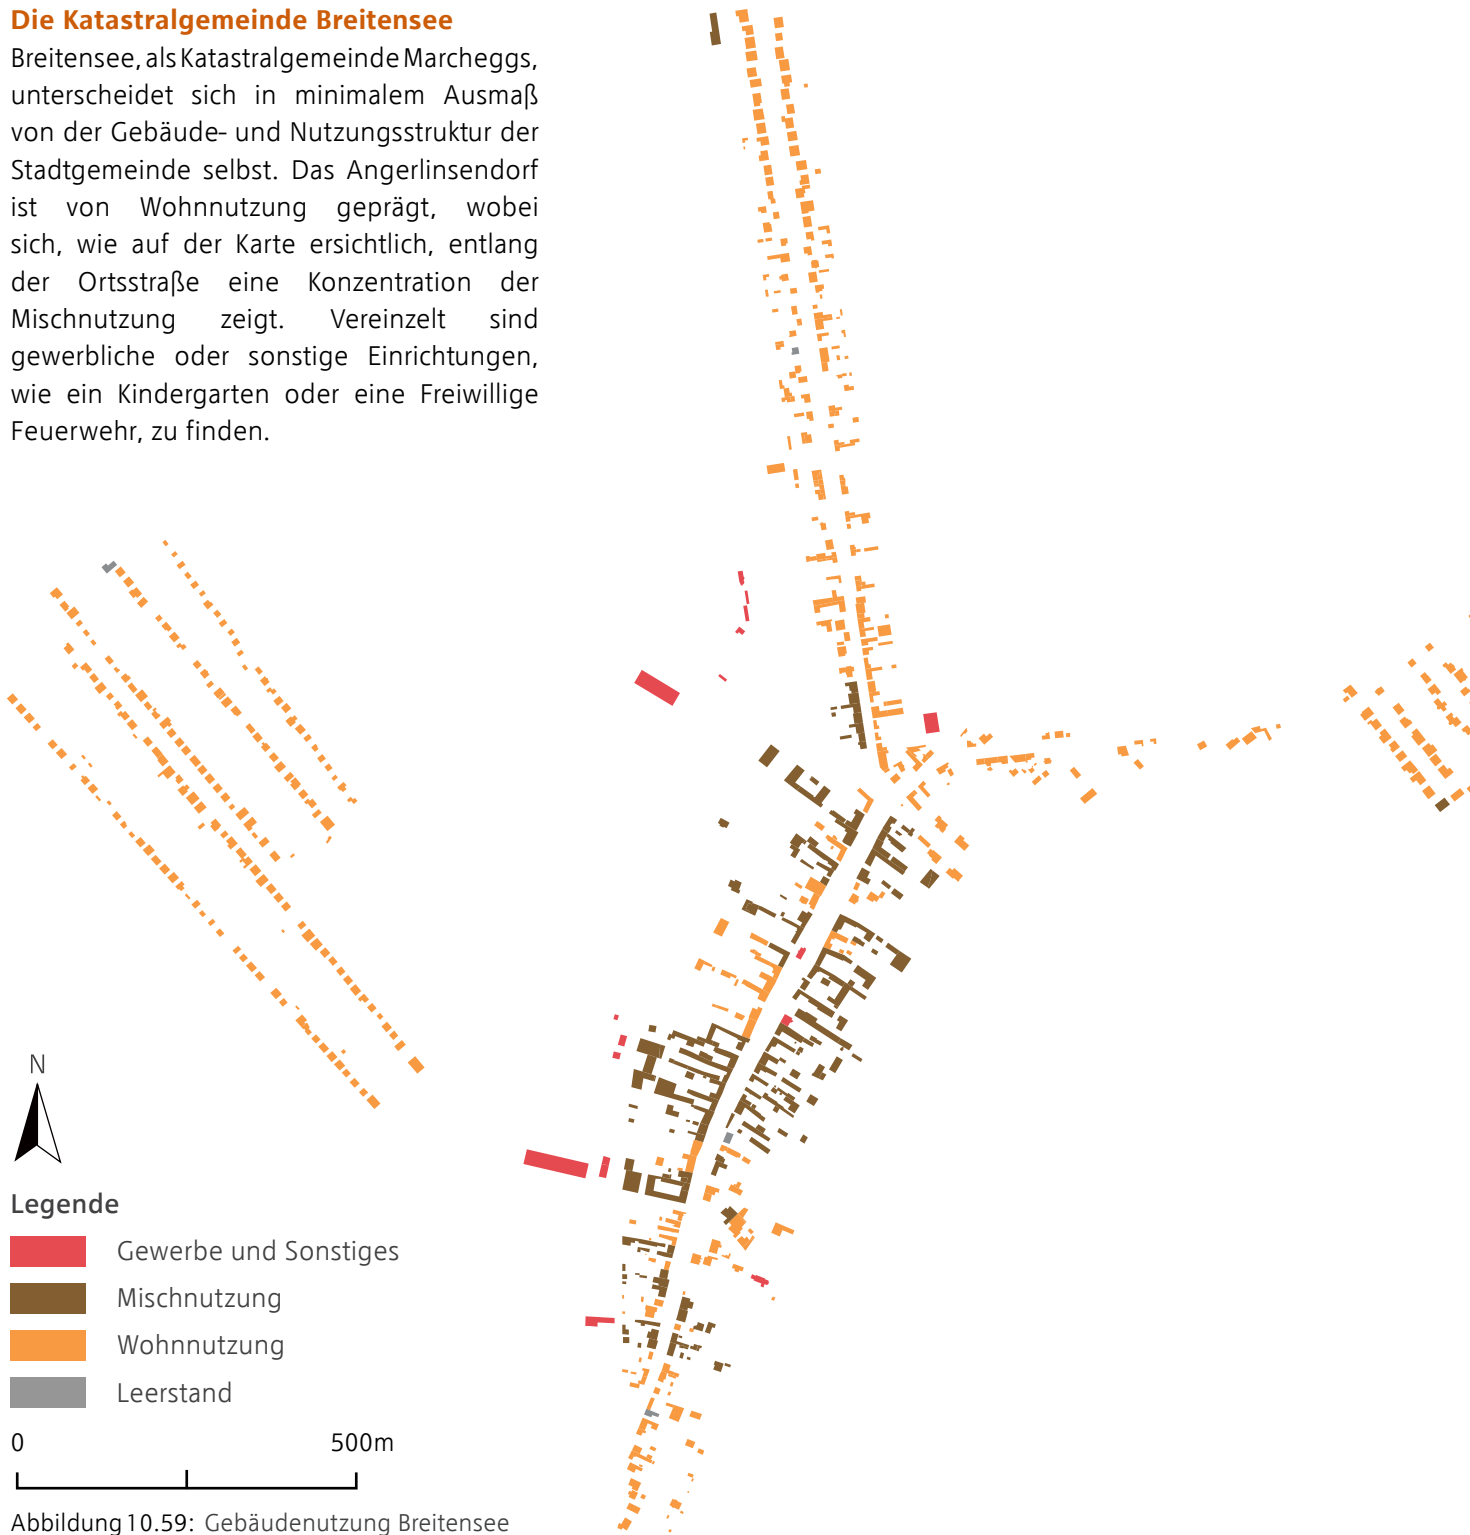 Die Katastralgemeinde Breitensee
Breitensee, als Katastralgemeinde Marcheggs,
unterscheidet sich in minimalem Ausmaß
von der Gebäude- und Nutzungsstruktur der
Stadtgemeinde selbst. Das Angerlinsendorf
ist von Wohnnutzung geprägt, wobei
sich, wie auf der Karte ersichtlich, entlang
der Ortsstraße eine Konzentration der
Mischnutzung zeigt. Vereinzelt sind
gewerbliche oder sonstige Einrichtungen,
wie ein Kindergarten oder eine Freiwillige
Feuerwehr, zu finden.
N
Legende
Gewerbe und Sonstiges
Mischnutzung
Wohnnutzung
Leerstand
0 500m
Abbildung 10.59: Gebäudenutzung Breitensee